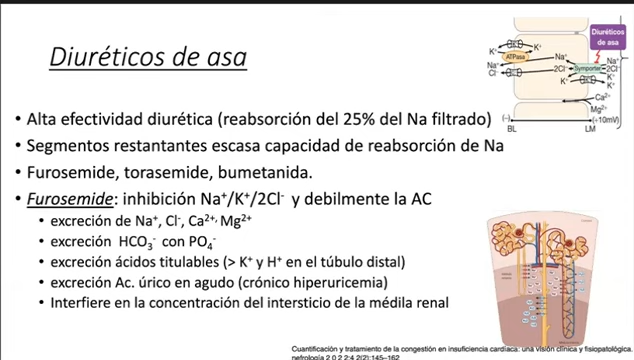 Diuréticos de asa
• Alta efectividad diurética (reabsorción del 25% del Na filtrado)
• Segmentos restantes escasa capacidad de reabsorción de Na
• Furosemide, torasemide, bumetanida.
• Furosemide: inhibición Na⁺/K⁺/2Cl⁻ y debilmente la AC
• excreción de Na⁺, Cl⁻, Ca²⁺, Mg²⁺
• excreción HCO₃⁻ con PO₄⁻
• excreción ácidos titulables (> K⁺ y H⁺ en el túbulo distal)
• excreción Ac. úrico en agudo (crónico hiperuricemia)
• Interfiere en la concentración del intersticio de la médila renal
Diuréticos
de asa
K⁺
K⁺
ATPasa
Na⁺
Na⁺
Na⁺
Cl⁻
2Cl⁻
Symporter
2Cl⁻
K⁺
K⁺
Ca²⁺
Mg²⁺
(-)
(+10mV)
BL
LM
Cuantificación y tratamiento de la congestión en insuficiencia cardíaca: una visión clínica y fisiopatológica.
nefrología 2 0 2 2;4 2(2):145–162